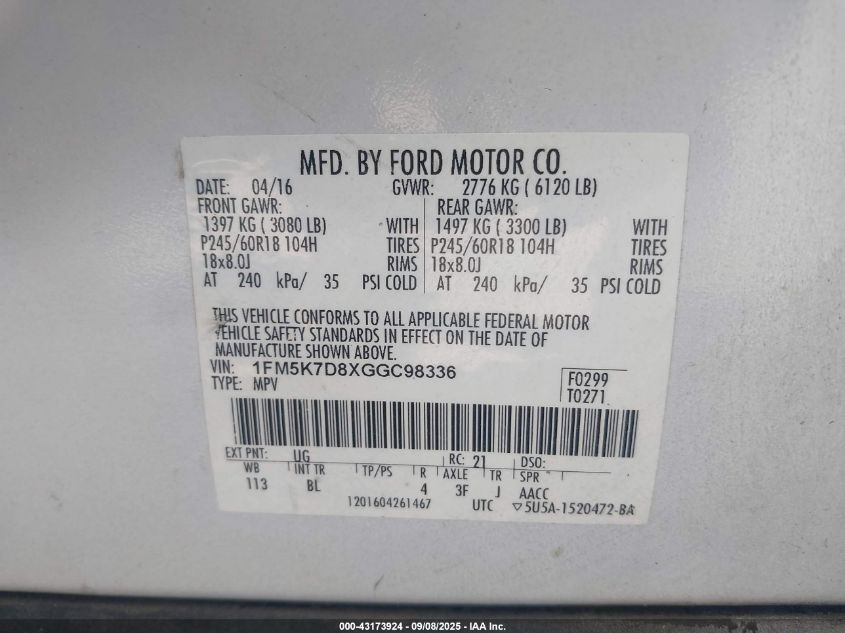 MFD. BY FORD MOTOR CO.
DATE: 04/16 GVWR: 2776 KG ( 6120 LB)
FRONT GAWR: REAR GAWR:
1397 KG ( 3080 LB) WITH 1497 KG ( 3300 LB) WITH
P245/60R18 104H TIRES P245/60R18 104H TIRES
18x8.0J RIMS 18x8.0J RIMS
AT 240 kPa/ 35 PSI COLD AT 240 kPa/ 35 PSI COLD
THIS VEHICLE CONFORMS TO ALL APPLICABLE FEDERAL MOTOR
VEHICLE SAFETY STANDARDS IN EFFECT ON THE DATE OF
MANUFACTURE SHOWN ABOVE.
VIN: 1FM5K7D8XGGC98336
TYPE: MPV
F0299
T0271
EXT PNT: UG RC: 21 DSO:
WB INT TR TP/PS R AXLE TR SPR
113 BL 4 3F J AACC
1201604261467 UTC ▽5U5A-1520472-BA
000-43173924 - 09/08/2025 - IAA Inc.